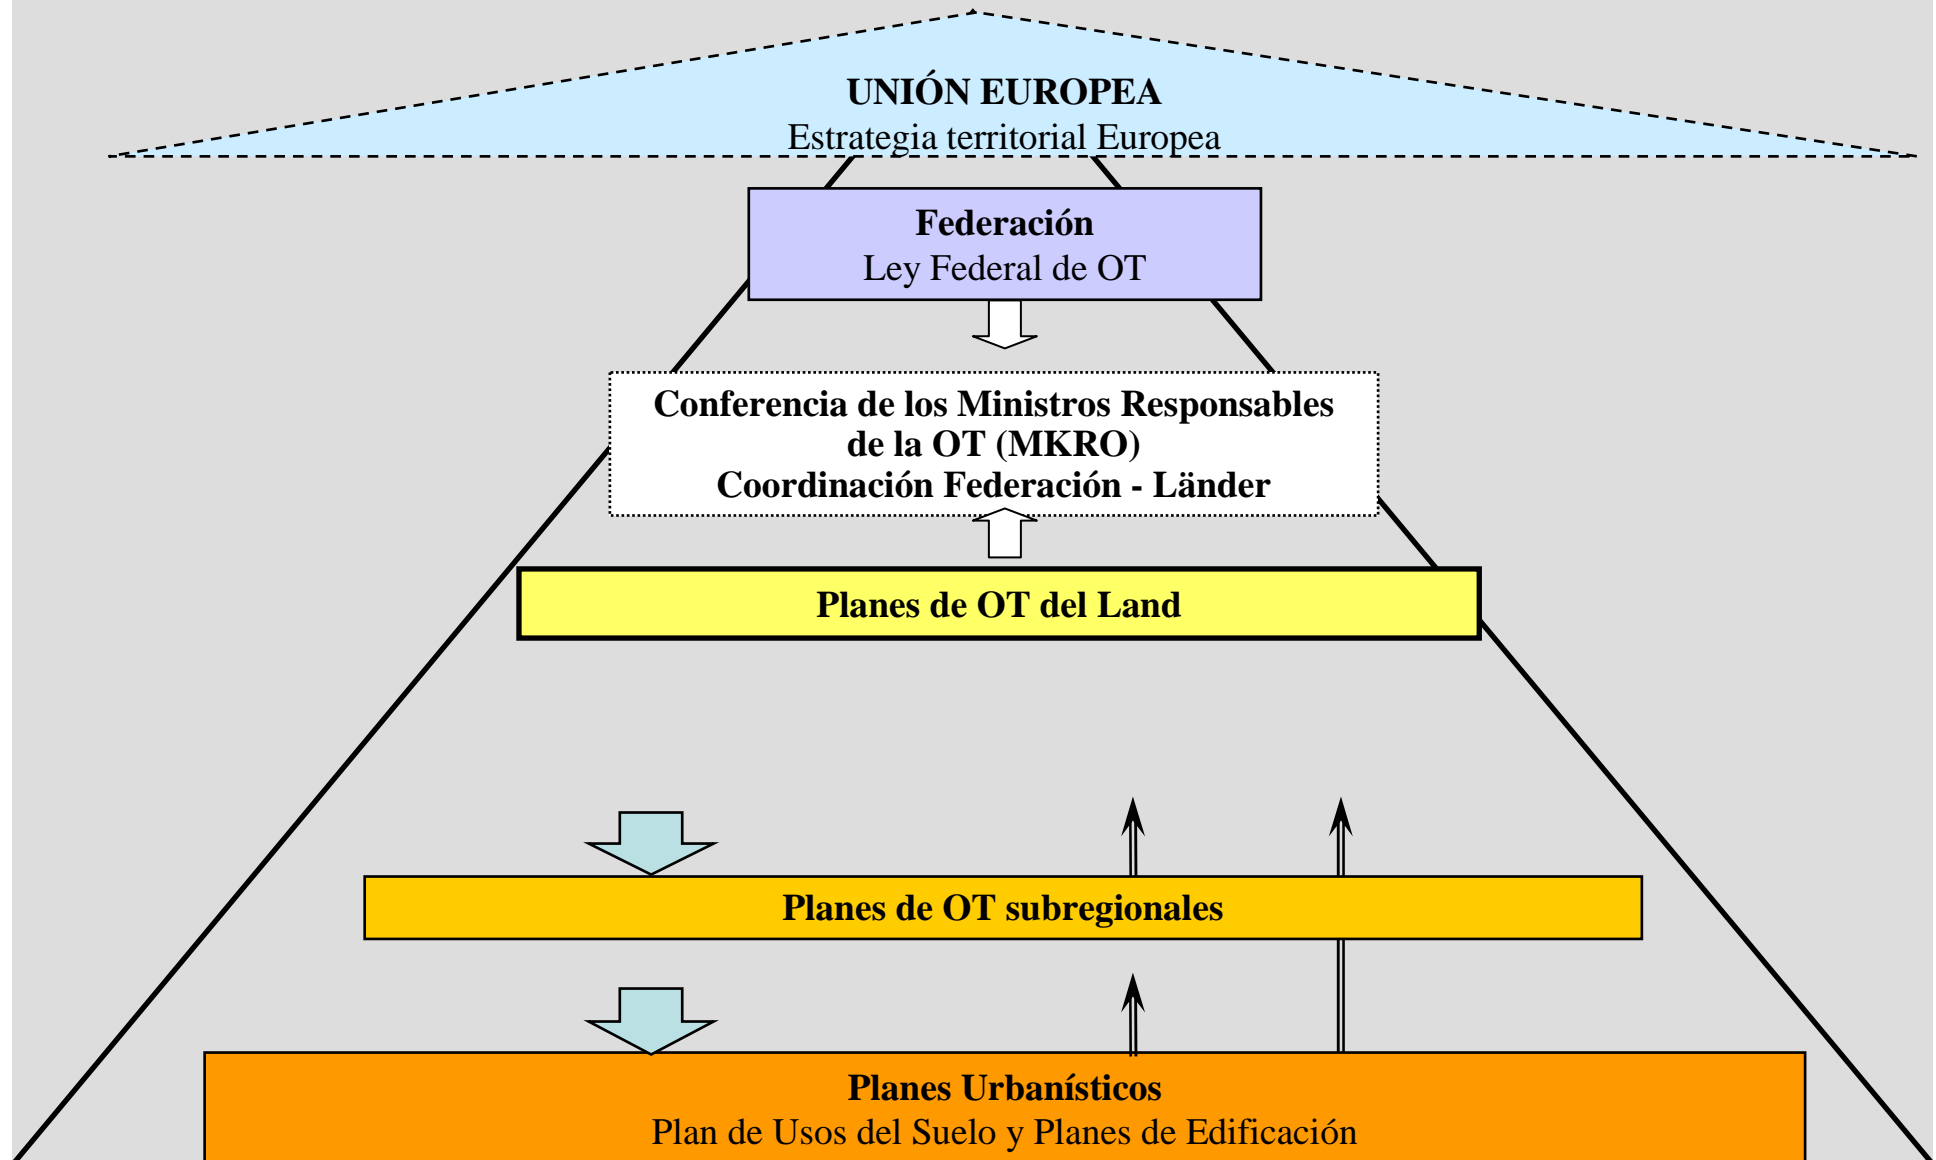 UNIÓN EUROPEA
Estrategia territorial Europea
Federación
Ley Federal de OT
Conferencia de los Ministros Responsables
de la OT (MKRO)
Coordinación Federación - Länder
Planes de OT del Land
Planes de OT subregionales
Planes Urbanísticos
Plan de Usos del Suelo y Planes de Edificación